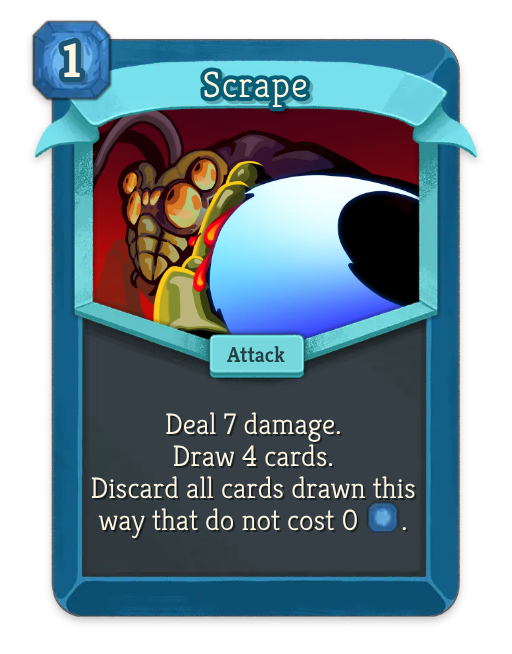 1
Scrape
Attack
Deal 7 damage.
Draw 4 cards.
Discard all cards drawn this
way that do not cost 0 .